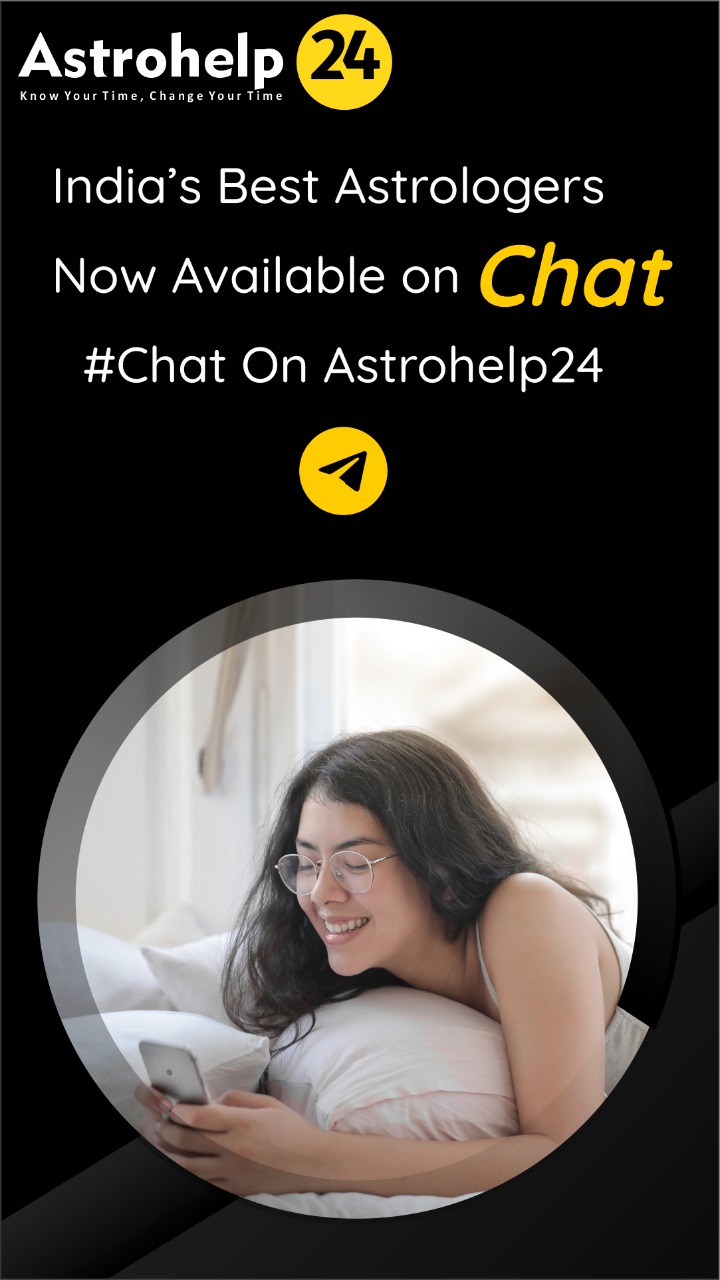 Astrohelp 24
Know Your Time, Change Your Time
India’s Best Astrologers
Now Available on Chat
#Chat On Astrohelp24